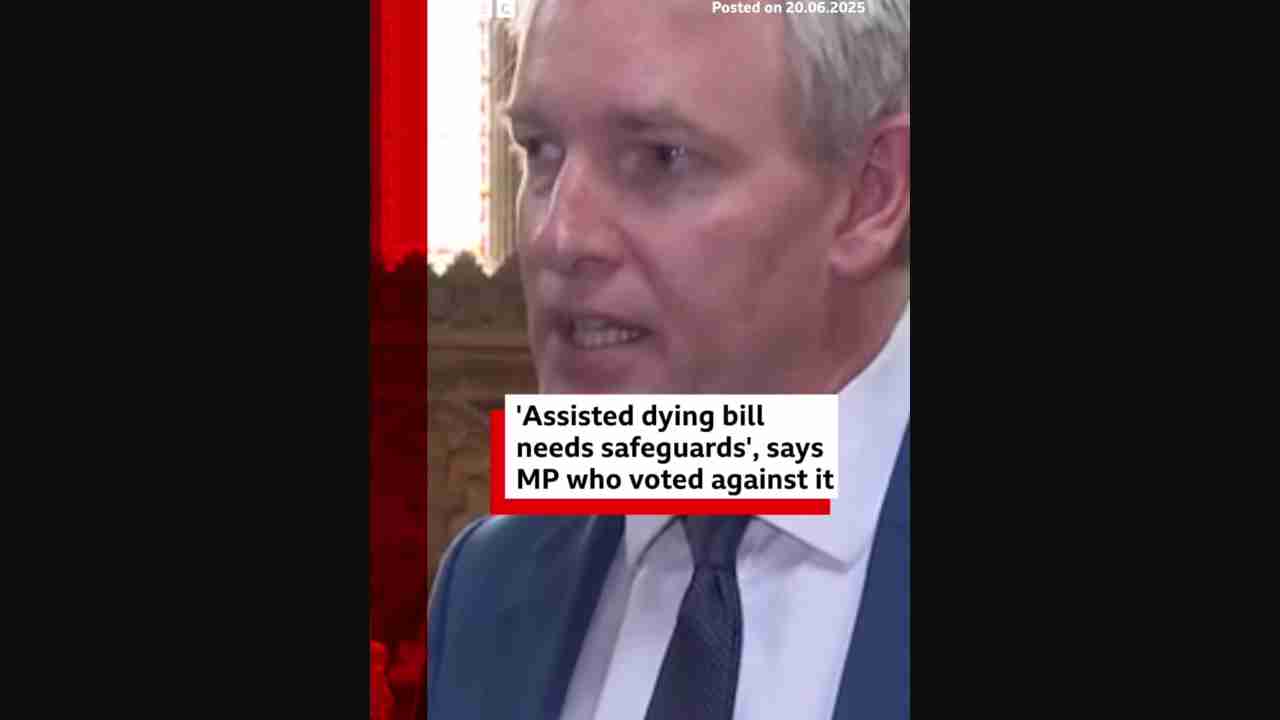 C
Posted on 20.06.2025
'Assisted dying bill
needs safeguards', says
MP who voted against it